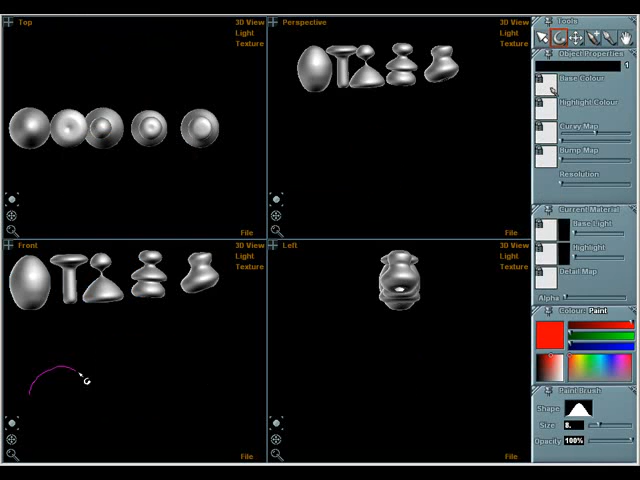 Top
3D View
Light
Texture
File
Perspective
3D View
Light
Texture
File
Front
3D View
Light
Texture
File
Left
3D View
Light
Texture
File
Tools
Object Properties
1
Base Colour
Highlight Colour
Curvy Map
Bump Map
Resolution
Current Material
Base Light
Highlight
Detail Map
Alpha
Colour: Paint
Paint Brush
Shape
Size 8.
Opacity 100%